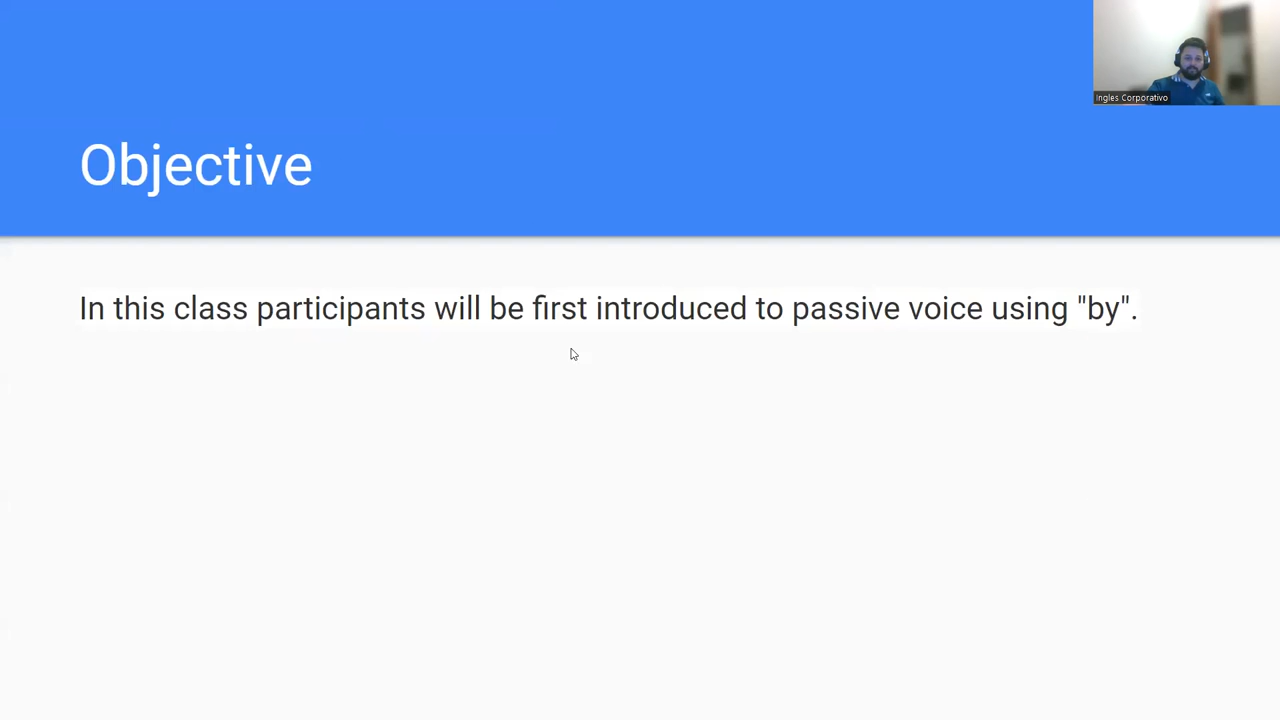 Ingles Corporativo
Objective
In this class participants will be first introduced to passive voice using "by".